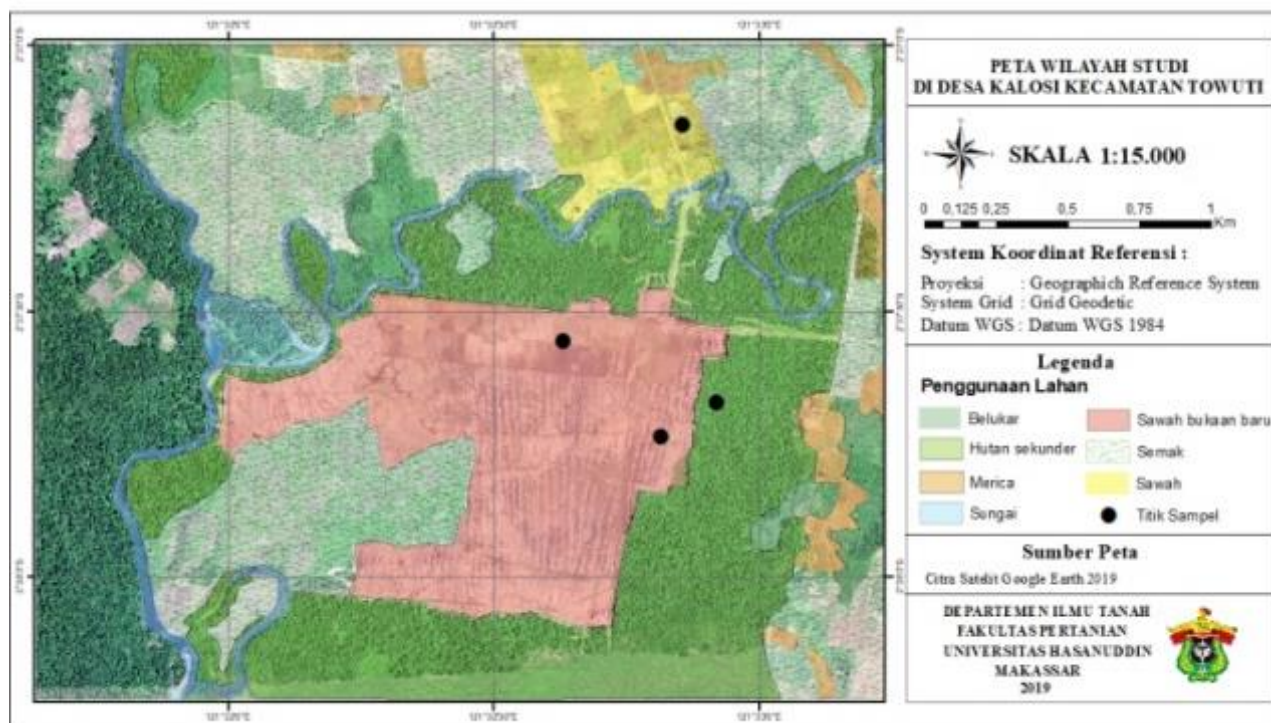 PETA WILAYAH STUDI
DI DESA KALOSI KECAMATAN TOWUTI
SKALA 1:15.000
0 0,125 0,25 0,5 0,75 1
Km
System Koordinat Referensi :
Proyeksi : Geographich Reference System
System Grid : Grid Geodetic
Datum WGS : Datum WGS 1984
Legenda
Penggunaan Lahan
Belukar
Hutan sekunder
Merica
Sungai
Sawah bukaan baru
Semak
Sawah
Titik Sampel
Sumber Peta
Citra Satelit Google Earth 2019
DEPARTEMEN ILMU TANAH
FAKULTAS PERTANIAN
UNIVERSITAS HASANUDDIN
MAKASSAR
2019